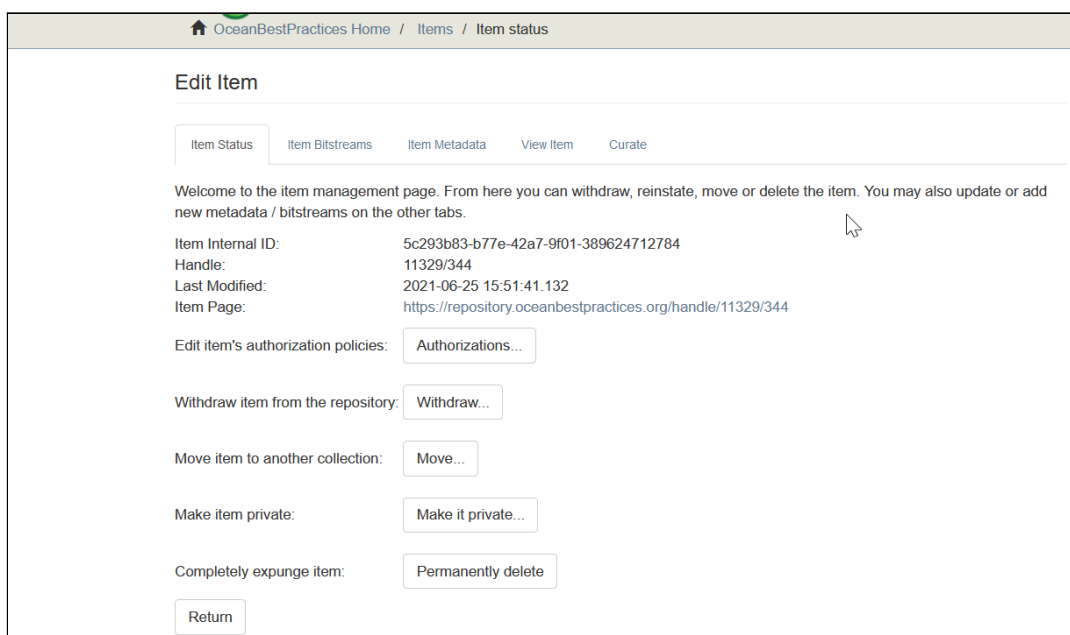 OceanBestPractices Home / Items / Item status
Edit Item
Item Status Item Bitstreams Item Metadata View Item Curate
Welcome to the item management page. From here you can withdraw, reinstate, move or delete the item. You may also update or add
new metadata / bitstreams on the other tabs.
Item Internal ID: 5c293b83-b77e-42a7-9f01-389624712784
Handle: 11329/344
Last Modified: 2021-06-25 15:51:41.132
Item Page: https://repository.oceanbestpractices.org/handle/11329/344
Edit item's authorization policies: Authorizations...
Withdraw item from the repository: Withdraw...
Move item to another collection: Move...
Make item private: Make it private...
Completely expunge item: Permanently delete
Return